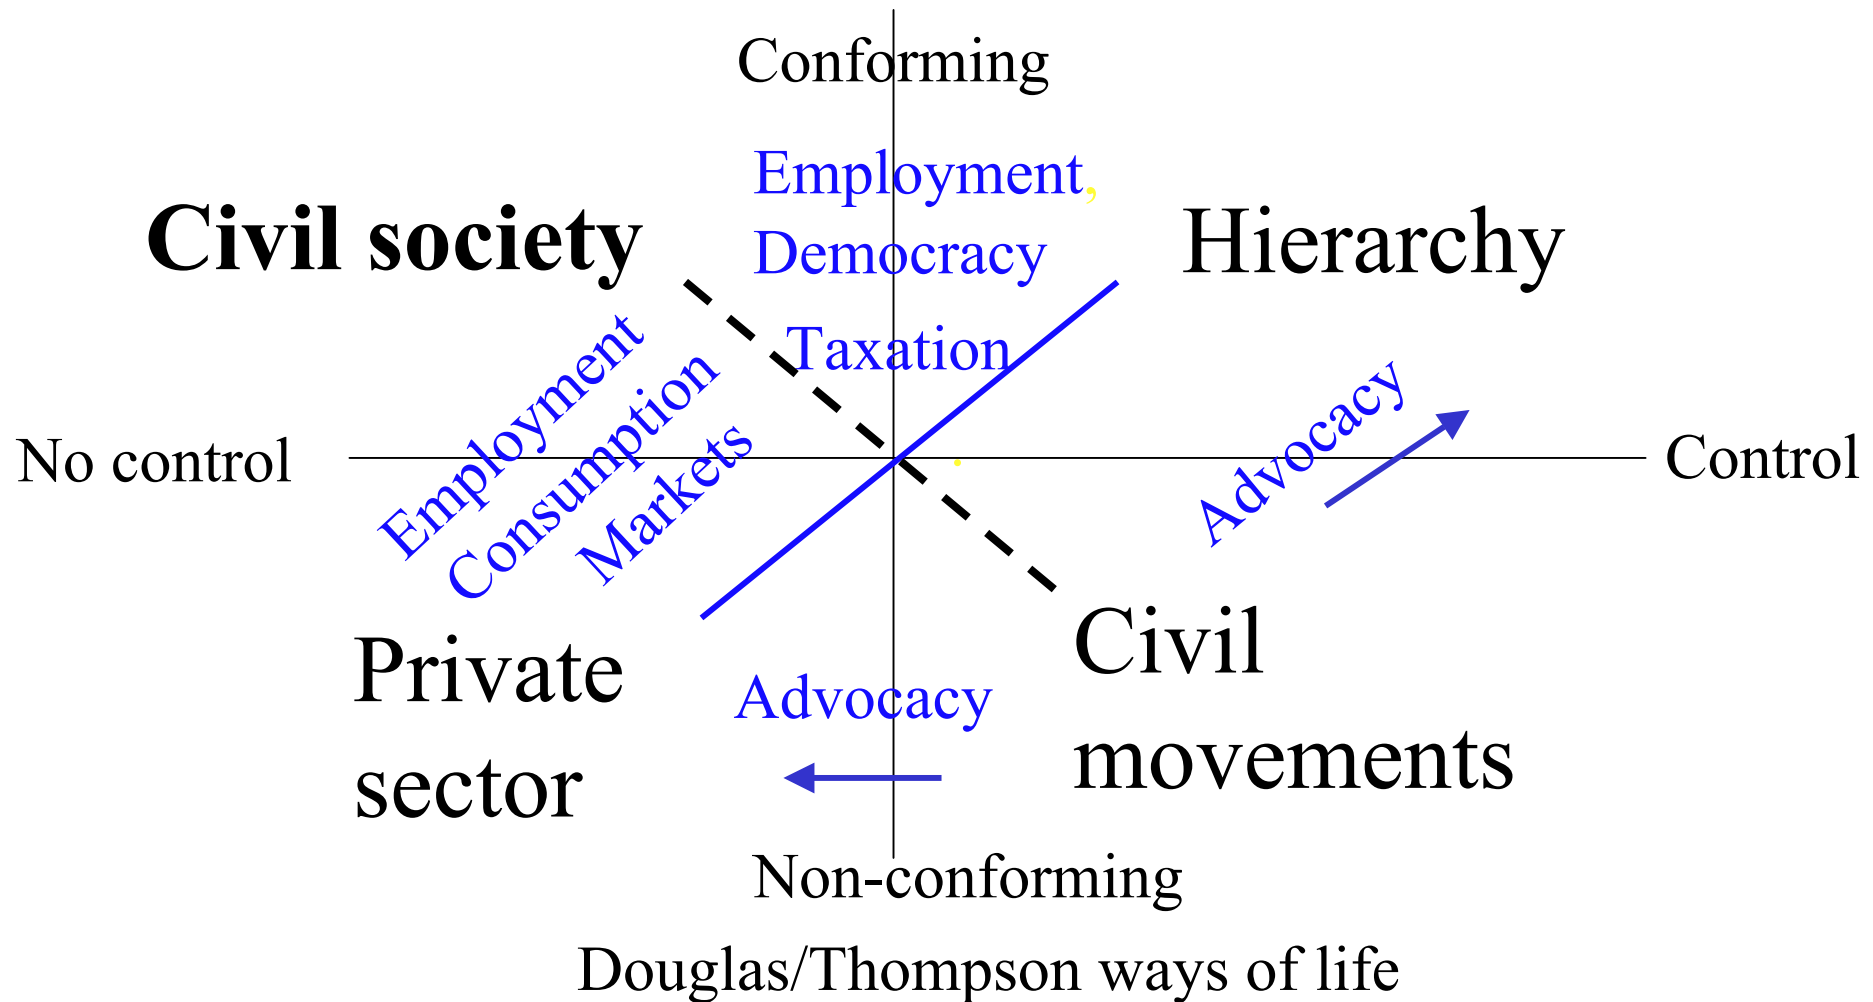 Conforming
Employment,
Democracy
Taxation
Civil society
Hierarchy
Employment
Consumption
Markets
No control
Advocacy
Control
Private
sector
Advocacy
Civil
movements
Non-conforming
Douglas/Thompson ways of life